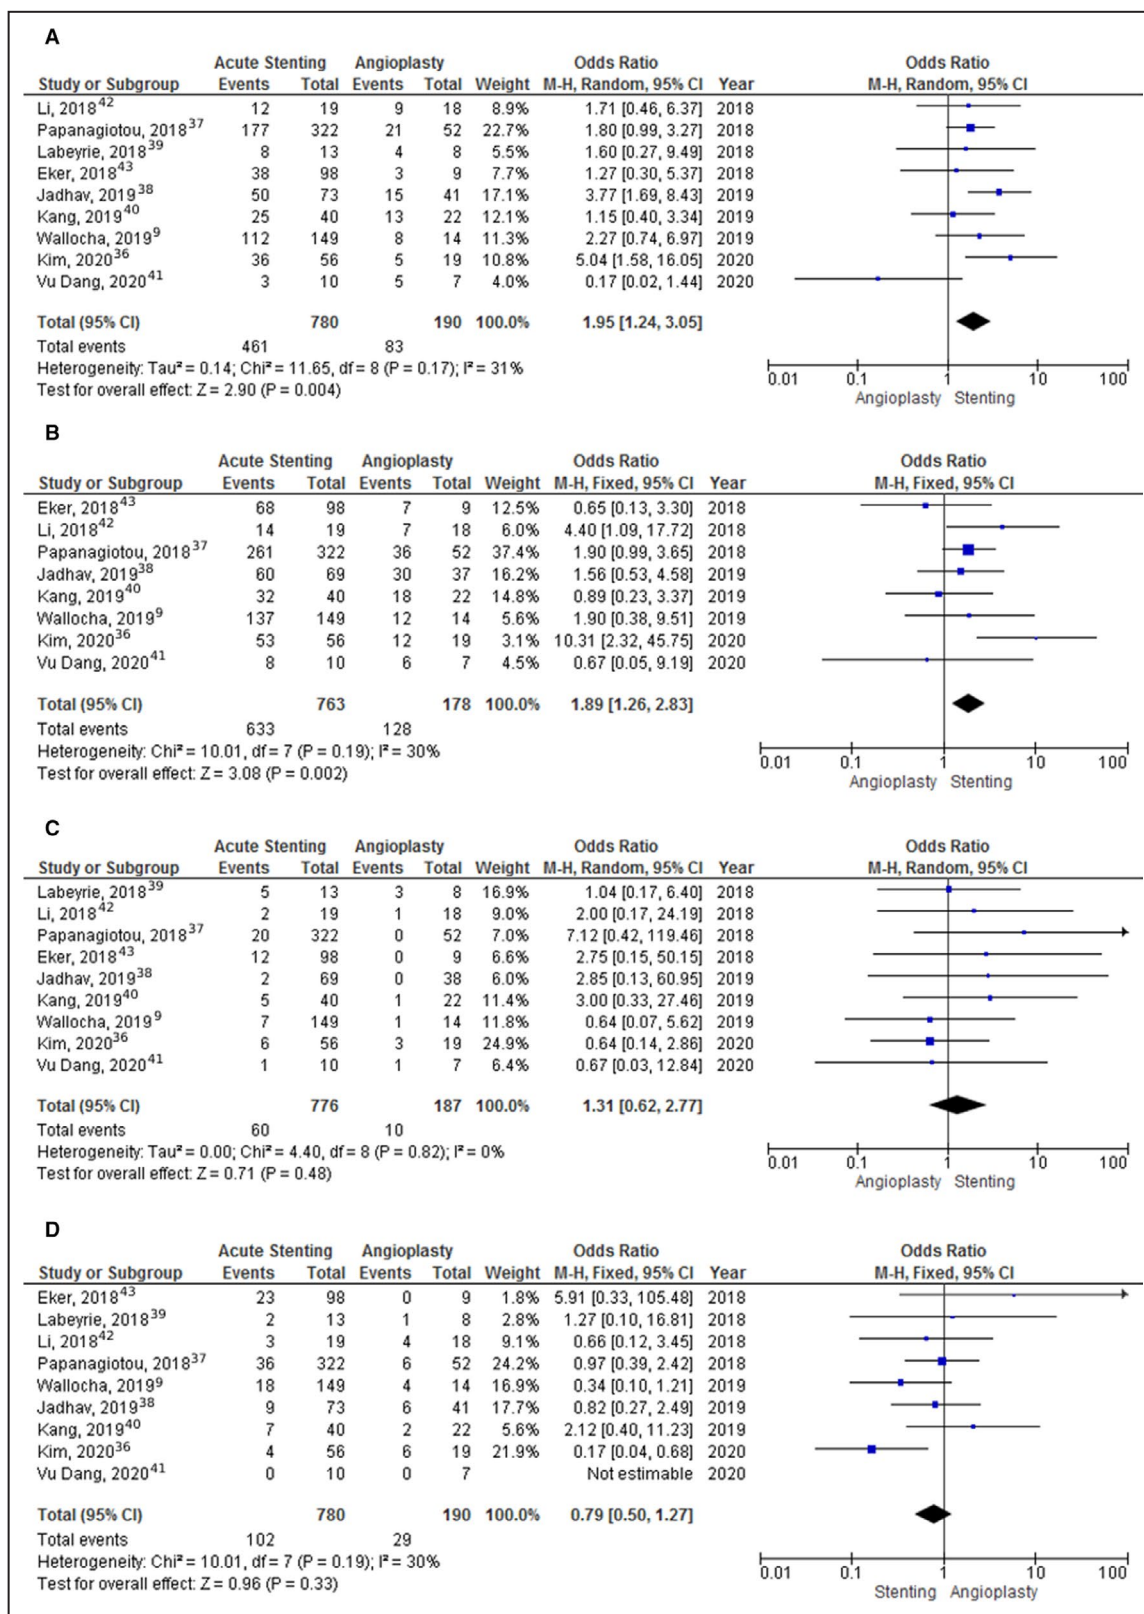 A
Acute Stenting Angioplasty Odds Ratio Odds Ratio
Study or Subgroup Events Total Events Total Weight M-H, Random, 95% CI Year M-H, Random, 95% CI
Li, 2018⁴² 12 19 9 18 8.9% 1.71 [0.46, 6.37] 2018
Papanagiotou, 2018³⁷ 177 322 21 52 22.7% 1.80 [0.99, 3.27] 2018
Labeyrie, 2018³⁹ 8 13 4 8 5.5% 1.60 [0.27, 9.49] 2018
Eker, 2018⁴³ 38 98 3 9 7.7% 1.27 [0.30, 5.37] 2018
Jadhav, 2019³⁸ 50 73 15 41 17.1% 3.77 [1.69, 8.43] 2019
Kang, 2019⁴⁰ 25 40 13 22 12.1% 1.15 [0.40, 3.34] 2019
Wallocha, 2019⁹ 112 149 8 14 11.3% 2.27 [0.74, 6.97] 2019
Kim, 2020³⁶ 36 56 5 19 10.8% 5.04 [1.58, 16.05] 2020
Vu Dang, 2020⁴¹ 3 10 5 7 4.0% 0.17 [0.02, 1.44] 2020
Total (95% CI) 780 190 100.0% 1.95 [1.24, 3.05]
Total events 461 83
Heterogeneity: Tau² = 0.14; Chi² = 11.65, df = 8 (P = 0.17); I² = 31%
Test for overall effect: Z = 2.90 (P = 0.004)
0.01 0.1 1 10 100
Angioplasty Stenting
B
Acute Stenting Angioplasty Odds Ratio Odds Ratio
Study or Subgroup Events Total Events Total Weight M-H, Fixed, 95% CI Year M-H, Fixed, 95% CI
Eker, 2018⁴³ 68 98 7 9 12.5% 0.65 [0.13, 3.30] 2018
Li, 2018⁴² 14 19 7 18 6.0% 4.40 [1.09, 17.72] 2018
Papanagiotou, 2018³⁷ 261 322 36 52 37.4% 1.90 [0.99, 3.65] 2018
Jadhav, 2019³⁸ 60 69 30 37 16.2% 1.56 [0.53, 4.58] 2019
Kang, 2019⁴⁰ 32 40 18 22 14.8% 0.89 [0.23, 3.37] 2019
Wallocha, 2019⁹ 137 149 12 14 5.6% 1.90 [0.38, 9.51] 2019
Kim, 2020³⁶ 53 56 12 19 3.1% 10.31 [2.32, 45.75] 2020
Vu Dang, 2020⁴¹ 8 10 6 7 4.5% 0.67 [0.05, 9.19] 2020
Total (95% CI) 763 178 100.0% 1.89 [1.26, 2.83]
Total events 633 128
Heterogeneity: Chi² = 10.01, df = 7 (P = 0.19); I² = 30%
Test for overall effect: Z = 3.08 (P = 0.002)
0.01 0.1 1 10 100
Angioplasty Stenting
C
Acute Stenting Angioplasty Odds Ratio Odds Ratio
Study or Subgroup Events Total Events Total Weight M-H, Random, 95% CI Year M-H, Random, 95% CI
Labeyrie, 2018³⁹ 5 13 3 8 16.9% 1.04 [0.17, 6.40] 2018
Li, 2018⁴² 2 19 1 18 9.0% 2.00 [0.17, 24.19] 2018
Papanagiotou, 2018³⁷ 20 322 0 52 7.0% 7.12 [0.42, 119.46] 2018
Eker, 2018⁴³ 12 98 0 9 6.6% 2.75 [0.15, 50.15] 2018
Jadhav, 2019³⁸ 2 69 0 38 6.0% 2.85 [0.13, 60.95] 2019
Kang, 2019⁴⁰ 5 40 1 22 11.4% 3.00 [0.33, 27.46] 2019
Wallocha, 2019⁹ 7 149 1 14 11.8% 0.64 [0.07, 5.62] 2019
Kim, 2020³⁶ 6 56 3 19 24.9% 0.64 [0.14, 2.86] 2020
Vu Dang, 2020⁴¹ 1 10 1 7 6.4% 0.67 [0.03, 12.84] 2020
Total (95% CI) 776 187 100.0% 1.31 [0.62, 2.77]
Total events 60 10
Heterogeneity: Tau² = 0.00; Chi² = 4.40, df = 8 (P = 0.82); I² = 0%
Test for overall effect: Z = 0.71 (P = 0.48)
0.01 0.1 1 10 100
Angioplasty Stenting
D
Acute Stenting Angioplasty Odds Ratio Odds Ratio
Study or Subgroup Events Total Events Total Weight M-H, Fixed, 95% CI Year M-H, Fixed, 95% CI
Eker, 2018⁴³ 23 98 0 9 1.8% 5.91 [0.33, 105.48] 2018
Labeyrie, 2018³⁹ 2 13 1 8 2.8% 1.27 [0.10, 16.81] 2018
Li, 2018⁴² 3 19 4 18 9.1% 0.66 [0.12, 3.45] 2018
Papanagiotou, 2018³⁷ 36 322 6 52 24.2% 0.97 [0.39, 2.42] 2018
Wallocha, 2019⁹ 18 149 4 14 16.9% 0.34 [0.10, 1.21] 2019
Jadhav, 2019³⁸ 9 73 6 41 17.7% 0.82 [0.27, 2.49] 2019
Kang, 2019⁴⁰ 7 40 2 22 5.6% 2.12 [0.40, 11.23] 2019
Kim, 2020³⁶ 4 56 6 19 21.9% 0.17 [0.04, 0.68] 2020
Vu Dang, 2020⁴¹ 0 10 0 7 Not estimable 2020
Total (95% CI) 780 190 100.0% 0.79 [0.50, 1.27]
Total events 102 29
Heterogeneity: Chi² = 10.01, df = 7 (P = 0.19); I² = 30%
Test for overall effect: Z = 0.96 (P = 0.33)
0.01 0.1 1 10 100
Stenting Angioplasty